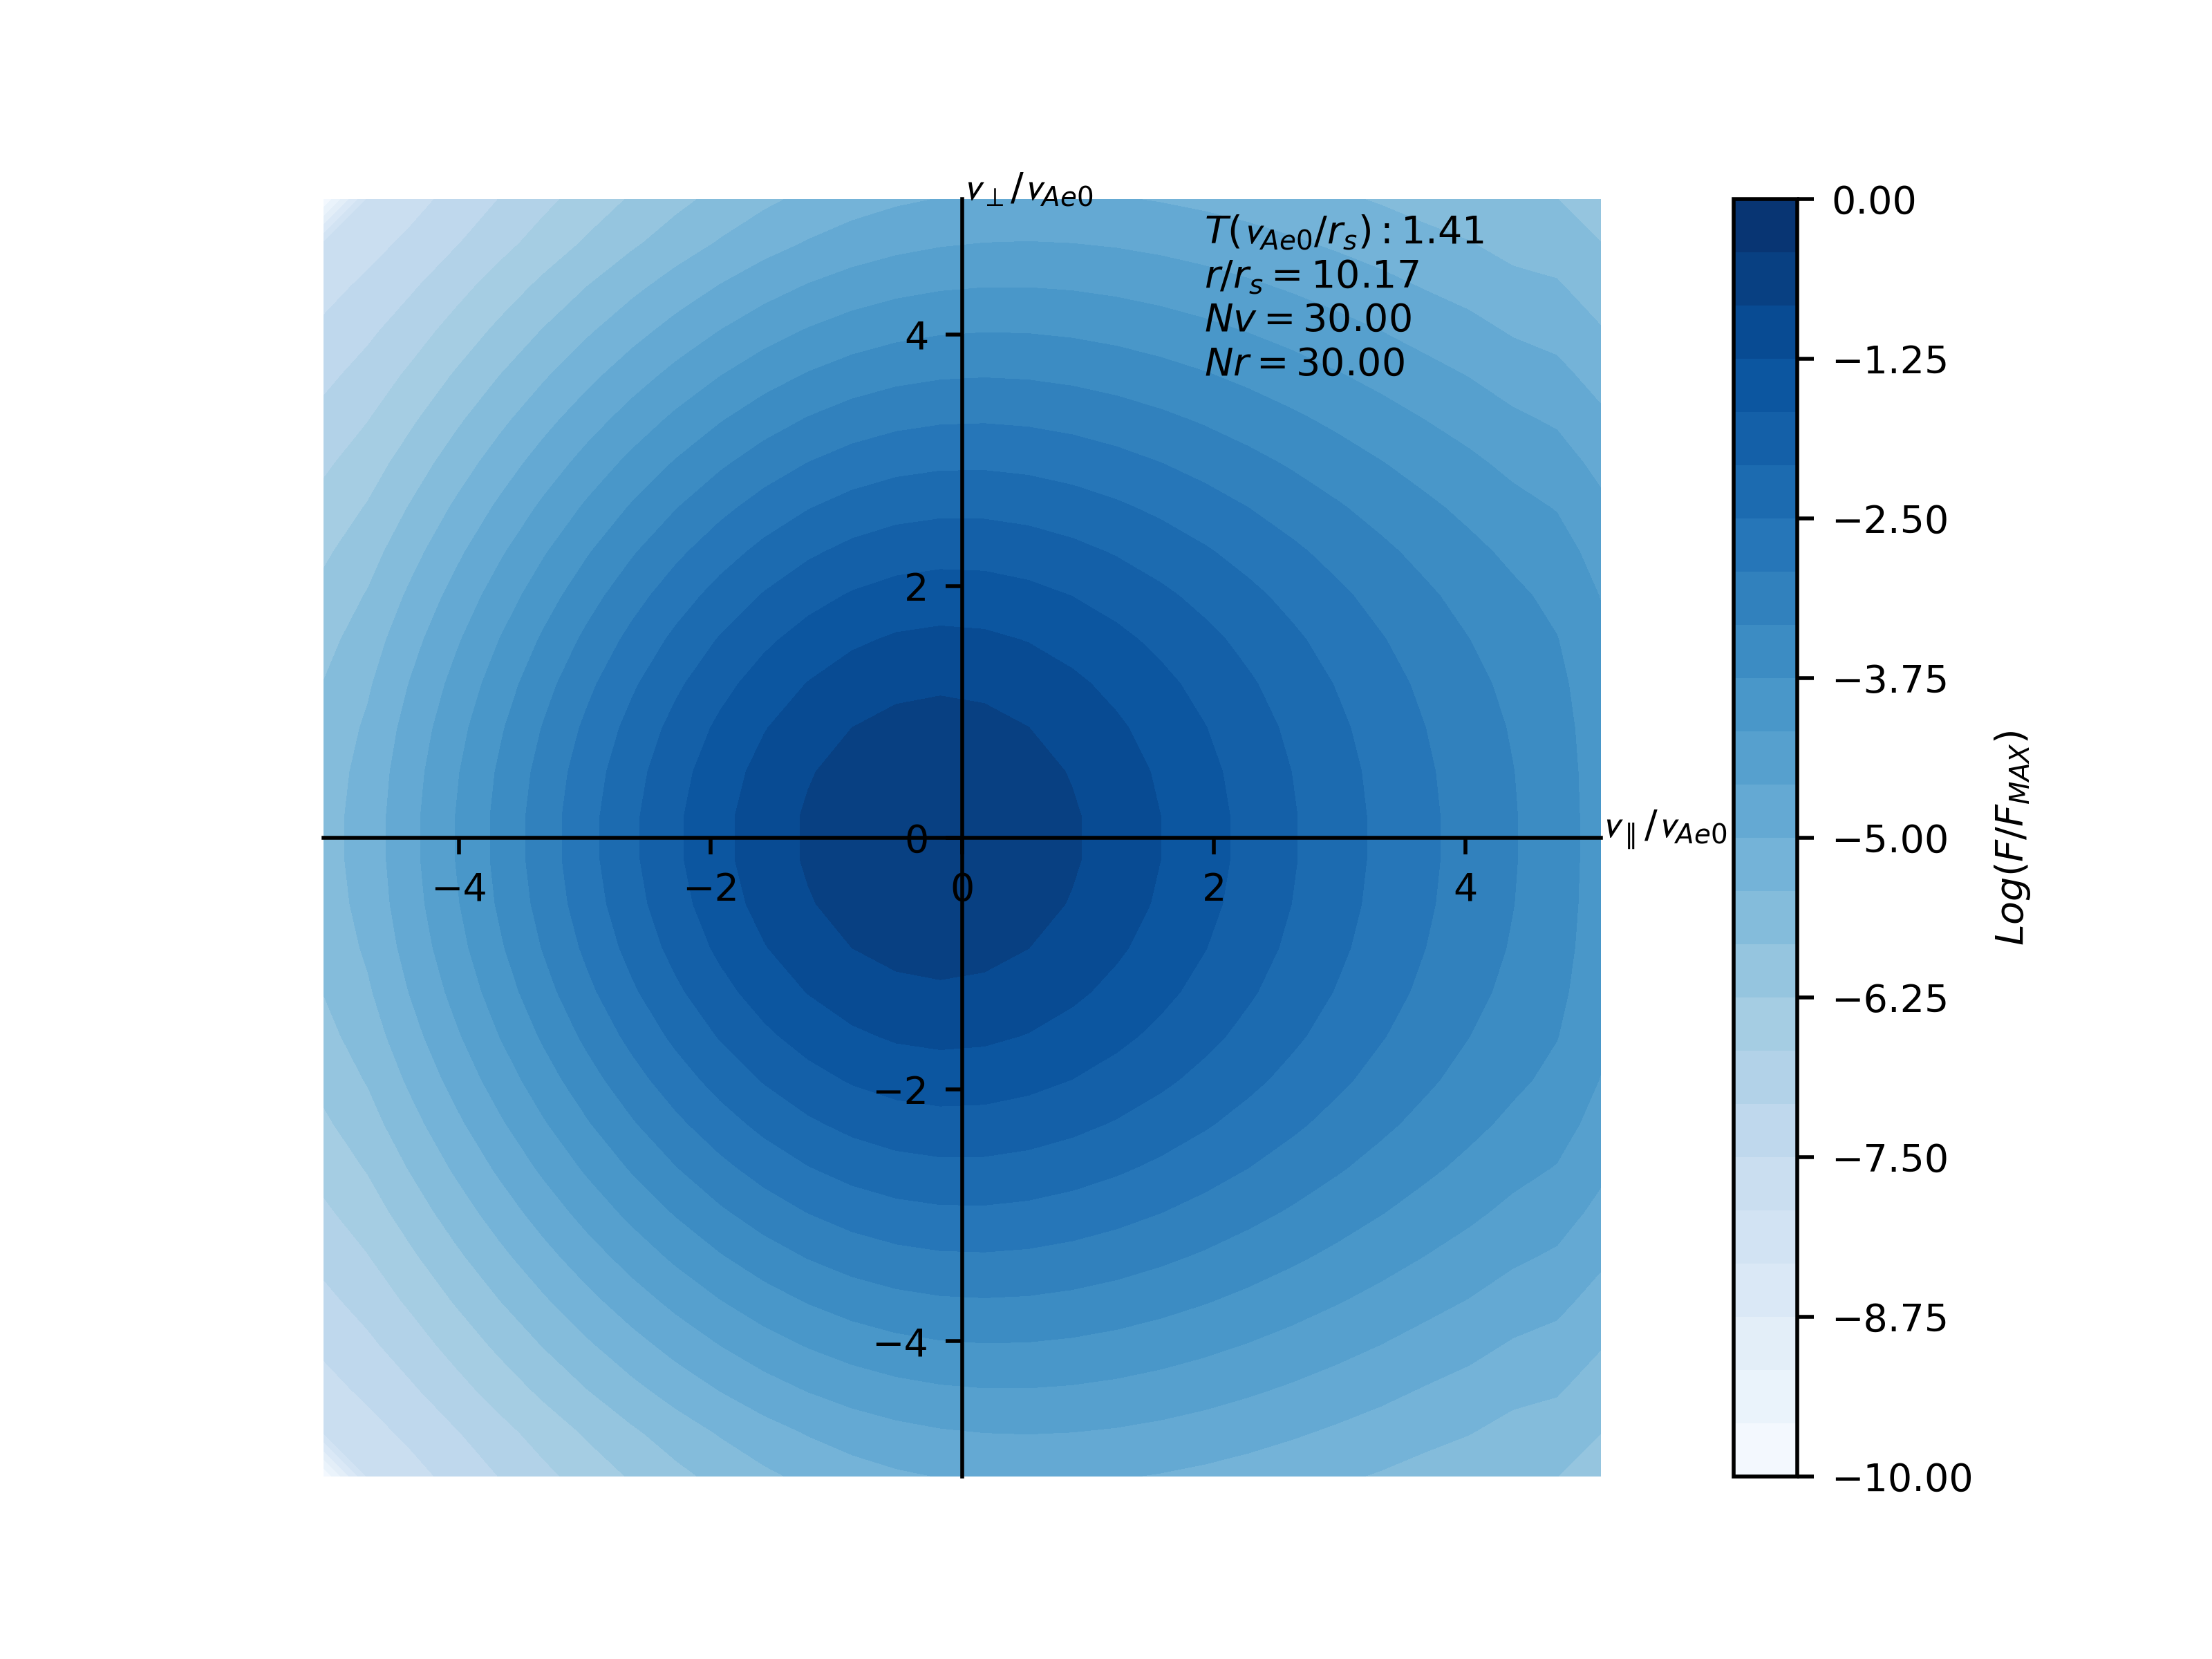 v⊥/vAe0
T(vAe0/rs) : 1.41
r/rs = 10.17
Nv = 30.00
Nr = 30.00
4
2
0
−2
−4
−4 −2 0 2 4
v∥/vAe0
0.00
−1.25
−2.50
−3.75
−5.00
−6.25
−7.50
−8.75
−10.00
Log(F/FMAX)